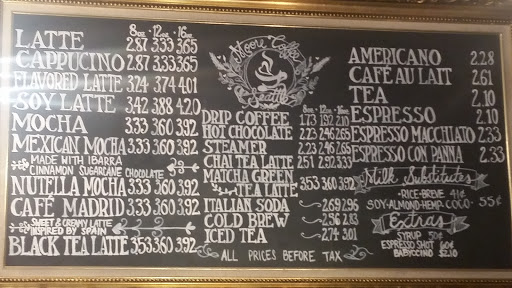 8oz - 12oz - 16oz
LATTE 2.87 3.33 3.65
CAPPUCINO 2.87 3.33 3.65
FLAVORED LATTE 3.24 3.74 4.01
SOY LATTE 3.42 3.88 4.20
MOCHA 3.33 3.60 3.92
MEXICAN MOCHA 3.33 3.60 3.92
MADE WITH IBARRA
CINNAMON SUGARCANE CHOCOLATE
NUTELLA MOCHA 3.33 3.60 3.92
CAFÉ MADRID 3.33 3.60 3.92
SWEET & CREAMY LATTE
INSPIRED BY SPAIN
BLACK TEA LATTE 3.53 3.60 3.92
Moore Coffee
Seattle
8oz - 12oz - 16oz
DRIP COFFEE 1.73 1.92 2.10
HOT CHOCOLATE 2.23 2.46 2.65
STEAMER 2.23 2.46 2.65
CHAI TEA LATTE 2.51 2.92 3.33
MATCHA GREEN
TEA LATTE 3.53 3.60 3.92
ITALIAN SODA 2.69 2.96
COLD BREW 2.96 2.83
ICED TEA 2.74 3.01
ALL PRICES BEFORE TAX
AMERICANO 2.28
CAFÉ AU LAIT 2.61
TEA 2.10
ESPRESSO 2.10
ESPRESSO MACCHIATO 2.33
ESPRESSO CON PANNA 2.33
Milk Substitutes
RICE-BREVE 41¢
SOY-ALMOND-HEMP-COCO- 55¢
Extras
SYRUP 50¢
ESPRESSO SHOT 60¢
BABYCCINO $2.10